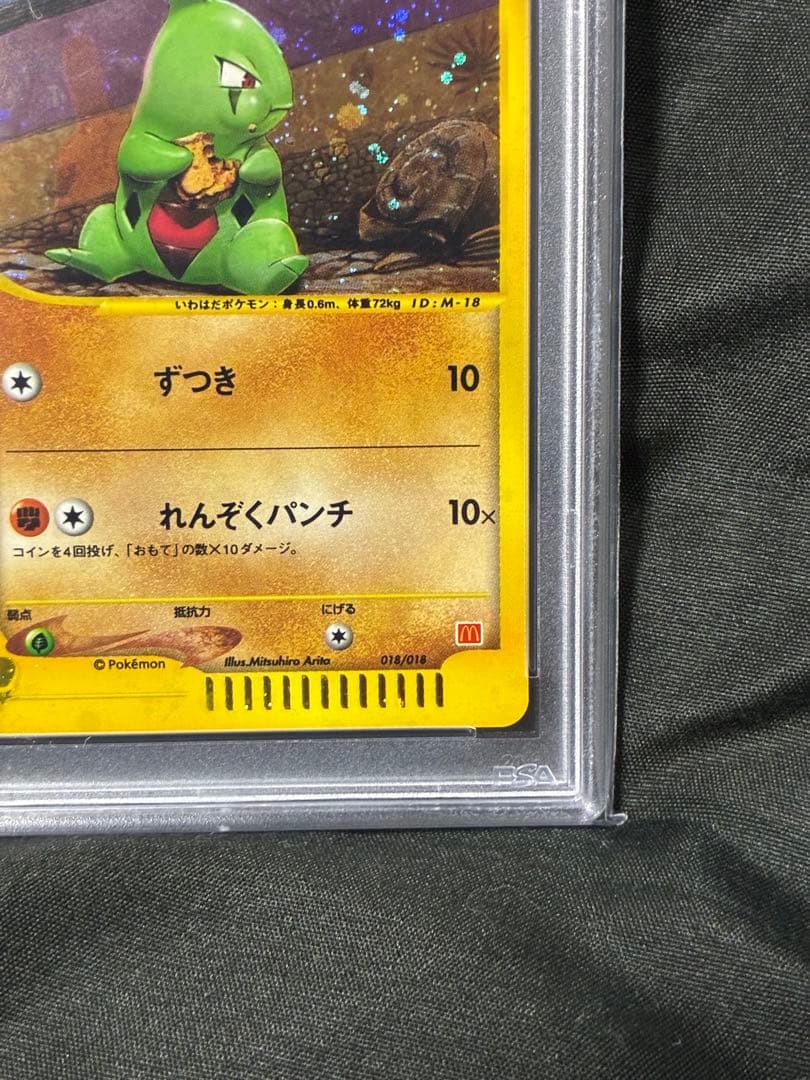 いわはだポケモン：身長0.6m、体重72kg ID:M-18
ずつき 10
れんぞくパンチ 10×
コインを4回投げ、「おもて」の数×10ダメージ。
弱点 抵抗力 にげる
©Pokémon Illus.Mitsuhiro Arita 018/018
PSA